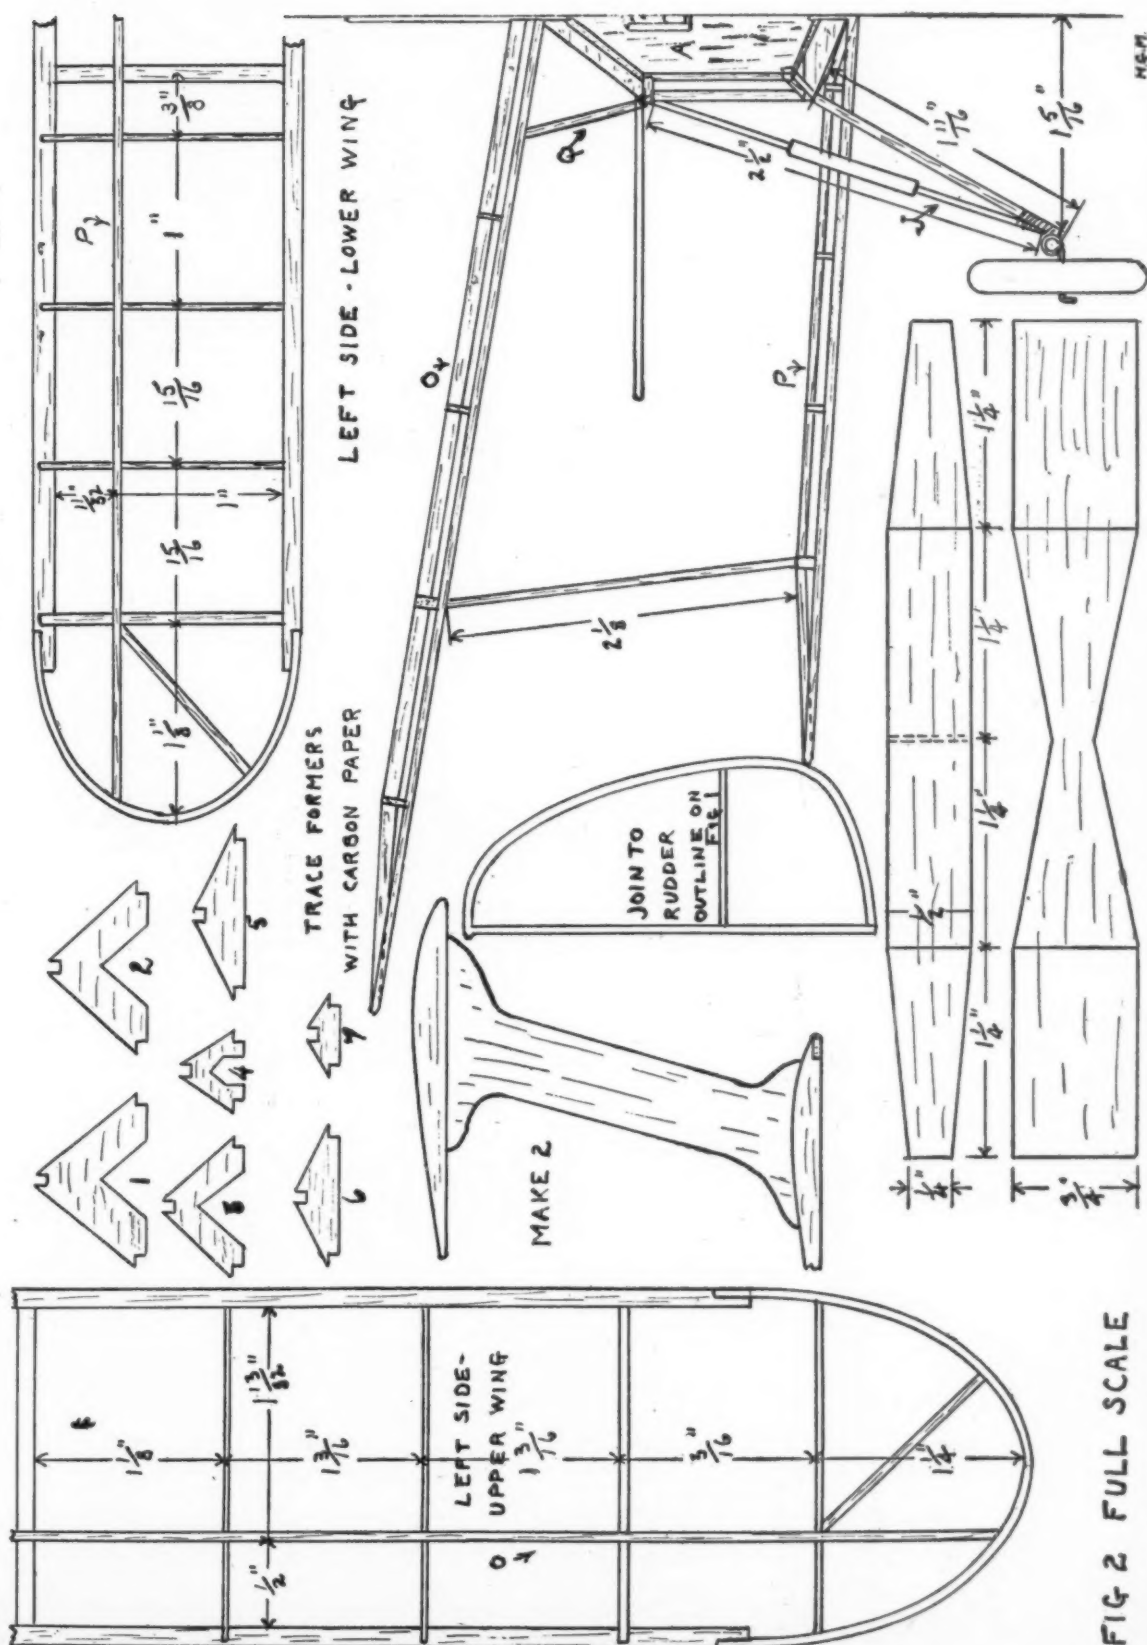 3"
8
P
1"
15
16
11"
32
1"
15
16
1 1"
8
LEFT SIDE - LOWER WING
A
Q
O
2 1/2"
1 11"
16
J
1 5"
16
P
2 1/8
H.G.M.
TRACE FORMERS
WITH CARBON PAPER
1
2
3
4
5
6
7
JOIN TO
RUDDER
OUTLINE ON
FIG 1
MAKE 2
1 1/4"
1 1/4"
1 1/4"
1 1/4"
1/2"
1/4"
3/4"
1 1/8"
1 13"
32
1 3"
16
LEFT SIDE-
UPPER WING
1 3"
16
O
1/2"
3"
16
1 1/4"
FIG 2 FULL SCALE